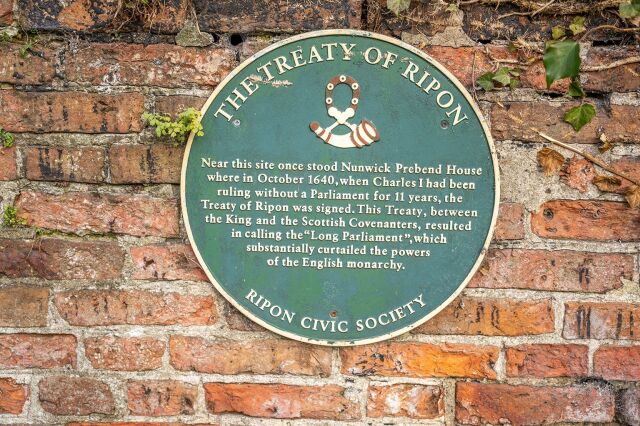 THE TREATY OF RIPON
Near this site once stood Nunwick Prebend House
where in October 1640, when Charles I had been
ruling without a Parliament for 11 years, the
Treaty of Ripon was signed. This Treaty, between
the King and the Scottish Covenanters, resulted
in calling the "Long Parliament", which
substantially curtailed the powers
of the English monarchy.
RIPON CIVIC SOCIETY